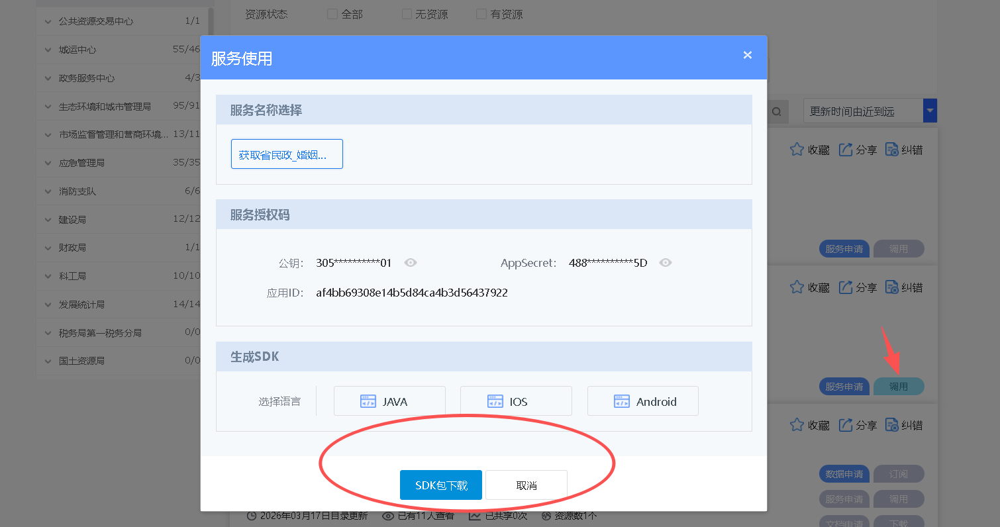 资源状态 全部 无资源 有资源
公共资源交易中心 1/1
城运中心 55/46
政务服务中心 4/3
生态环境和城市管理局 95/91
市场监督管理和营商环境... 13/11
应急管理局 35/35
消防支队 6/6
建设局 12/12
财政局 1/1
科工局 10/10
发展统计局 14/14
税务局第一税务分局 0/0
国土资源局 0/0
服务使用 ×
服务名称选择
获取省民政_婚姻...
服务授权码
公钥： 305**********01 AppSecret： 488**********5D
应用ID： af4bb69308e14b5d84ca4b3d56437922
生成SDK
选择语言 JAVA IOS Android
SDK包下载 取消
更新时间由近到远
收藏 分享 纠错
服务申请 调用
收藏 分享 纠错
服务申请 调用
收藏 分享 纠错
数据申请 订阅
服务申请 调用
文档申请 下载
2026年03月17日目录更新 已有11人查看 已共享0次 资源数1个